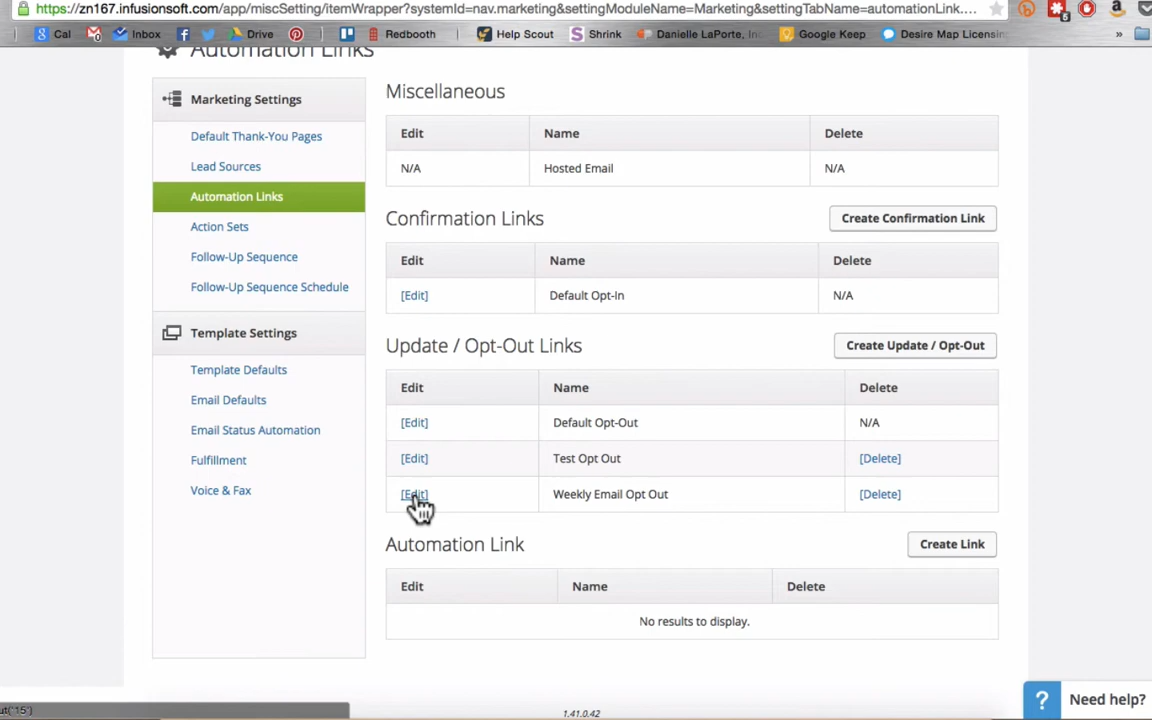 https://zn167.infusionsoft.com/app/miscSetting/itemWrapper?systemId=nav.marketing&settingModuleName=Marketing&settingTabName=automationLink....
Cal Inbox Drive Redbooth Help Scout Shrink Danielle LaPorte, Inc Google Keep Desire Map Licensin »
Automation Links
Marketing Settings
Default Thank-You Pages
Lead Sources
Automation Links
Action Sets
Follow-Up Sequence
Follow-Up Sequence Schedule
Template Settings
Template Defaults
Email Defaults
Email Status Automation
Fulfillment
Voice & Fax
Miscellaneous
Edit Name Delete
N/A Hosted Email N/A
Confirmation Links Create Confirmation Link
Edit Name Delete
[Edit] Default Opt-In N/A
Update / Opt-Out Links Create Update / Opt-Out
Edit Name Delete
[Edit] Default Opt-Out N/A
[Edit] Test Opt Out [Delete]
[Edit] Weekly Email Opt Out [Delete]
Automation Link Create Link
Edit Name Delete
No results to display.
ut('15')
1.41.0.42
? Need help?